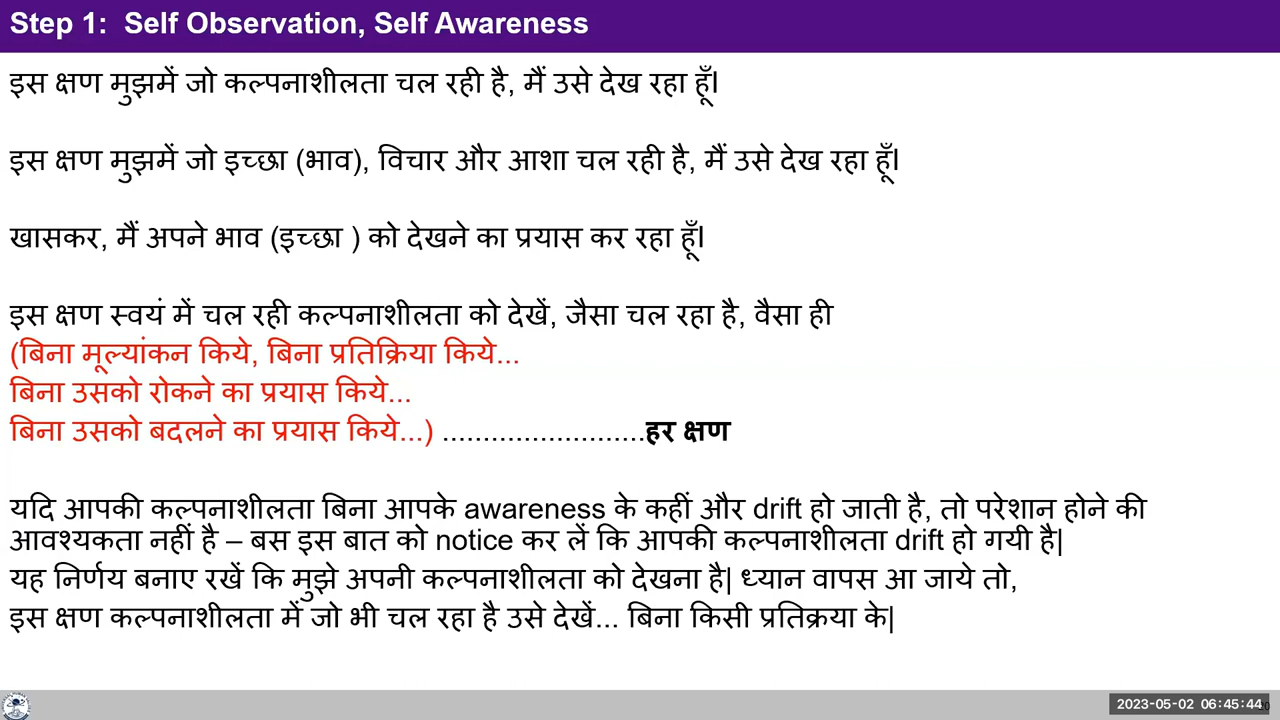 Step 1: Self Observation, Self Awareness
इस क्षण मुझमें जो कल्पनाशीलता चल रही है, मैं उसे देख रहा हूँ।
इस क्षण मुझमें जो इच्छा (भाव), विचार और आशा चल रही है, मैं उसे देख रहा हूँ।
खासकर, मैं अपने भाव (इच्छा ) को देखने का प्रयास कर रहा हूँ।
इस क्षण स्वयं में चल रही कल्पनाशीलता को देखें, जैसा चल रहा है, वैसा ही
(बिना मूल्यांकन किये, बिना प्रतिक्रिया किये...
बिना उसको रोकने का प्रयास किये...
बिना उसको बदलने का प्रयास किये...) .........................हर क्षण
यदि आपकी कल्पनाशीलता बिना आपके awareness के कहीं और drift हो जाती है, तो परेशान होने की
आवश्यकता नहीं है – बस इस बात को notice कर लें कि आपकी कल्पनाशीलता drift हो गयी है|
यह निर्णय बनाए रखें कि मुझे अपनी कल्पनाशीलता को देखना है| ध्यान वापस आ जाये तो,
इस क्षण कल्पनाशीलता में जो भी चल रहा है उसे देखें... बिना किसी प्रतिक्रया के|
2023-05-02 06:45:44